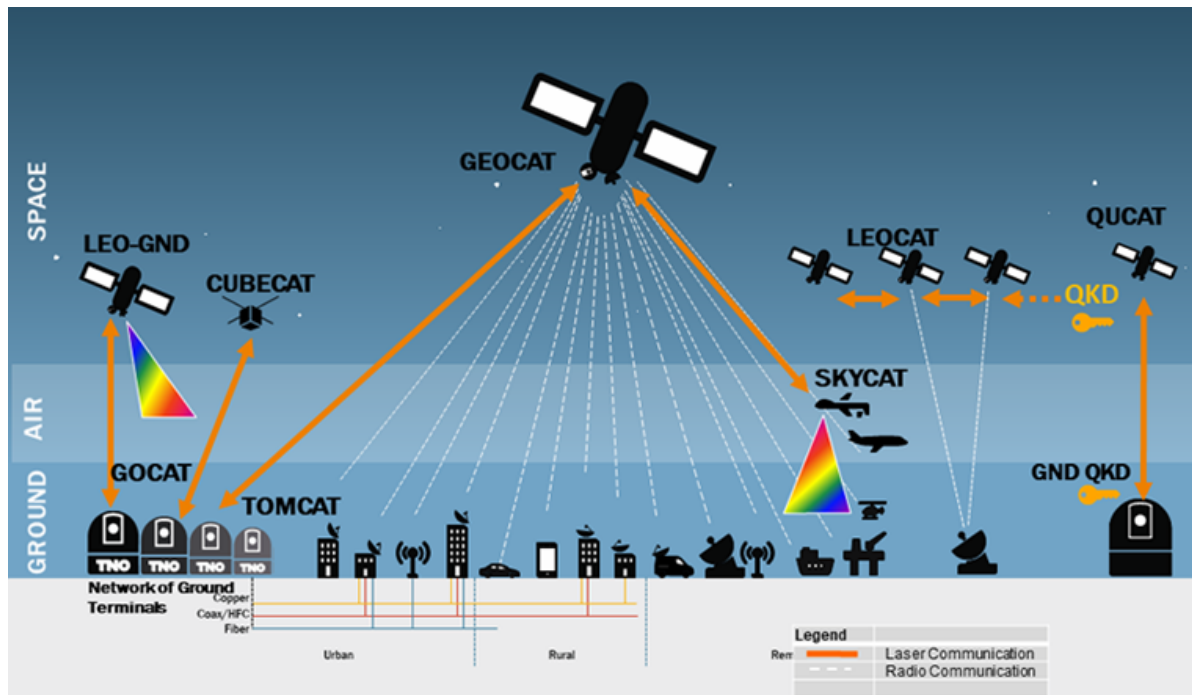 SPACE
AIR
GROUND
GEOCAT
LEO-GND
CUBECAT
LEOCAT
QUCAT
QKD
SKYCAT
GOCAT
TOMCAT
GND QKD
TNO
TNO
TNO
TNO
Network of Ground
Terminals
Copper
Coax/HFC
Fiber
Urban
Rural
Legend
Laser Communication
Radio Communication